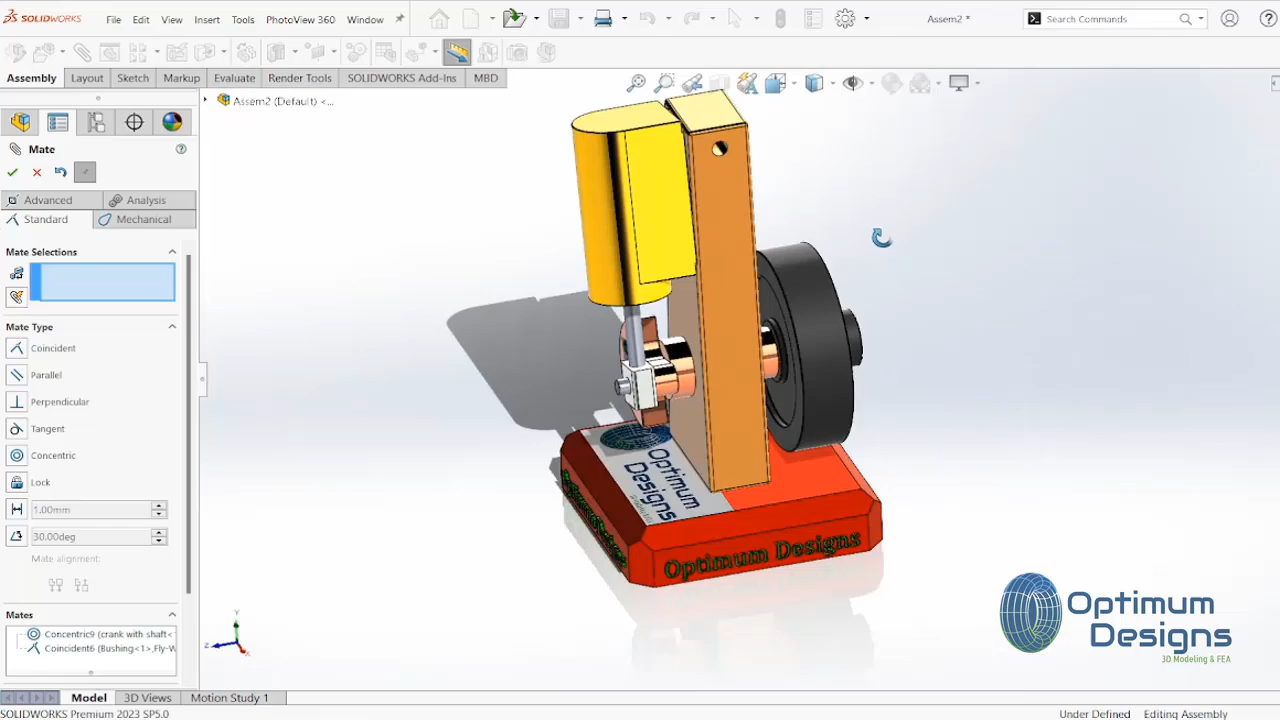 SOLIDWORKS File Edit View Insert Tools PhotoView 360 Window Assem2 * Search Commands
Assembly Layout Sketch Markup Evaluate Render Tools SOLIDWORKS Add-Ins MBD
Assem2 (Default) <...
Mate
Advanced Analysis
Standard Mechanical
Mate Selections
Mate Type
Coincident
Parallel
Perpendicular
Tangent
Concentric
Lock
1.00mm
30.00deg
Mate alignment:
Mates
Concentric9 (crank with shaft<
Coincident6 (Bushing<1>,Fly-W
Optimum
Designs
Optimum Designs
Y
Z
X
Optimum
Designs
3D Modeling & FEA
Model 3D Views Motion Study 1
SOLIDWORKS Premium 2023 SP5.0 Under Defined Editing Assembly